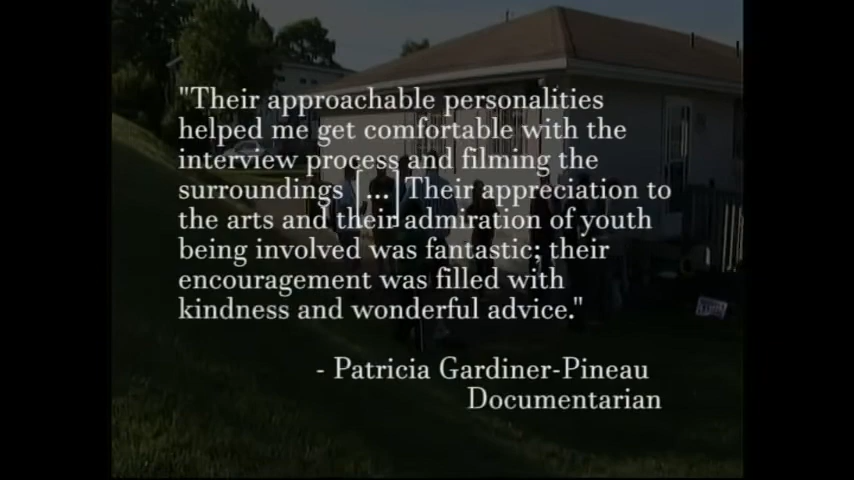 "Their approachable personalities
helped me get comfortable with the
interview process and filming the
surroundings [...] Their appreciation to
the arts and their admiration of youth
being involved was fantastic; their
encouragement was filled with
kindness and wonderful advice."
- Patricia Gardiner-Pineau
Documentarian